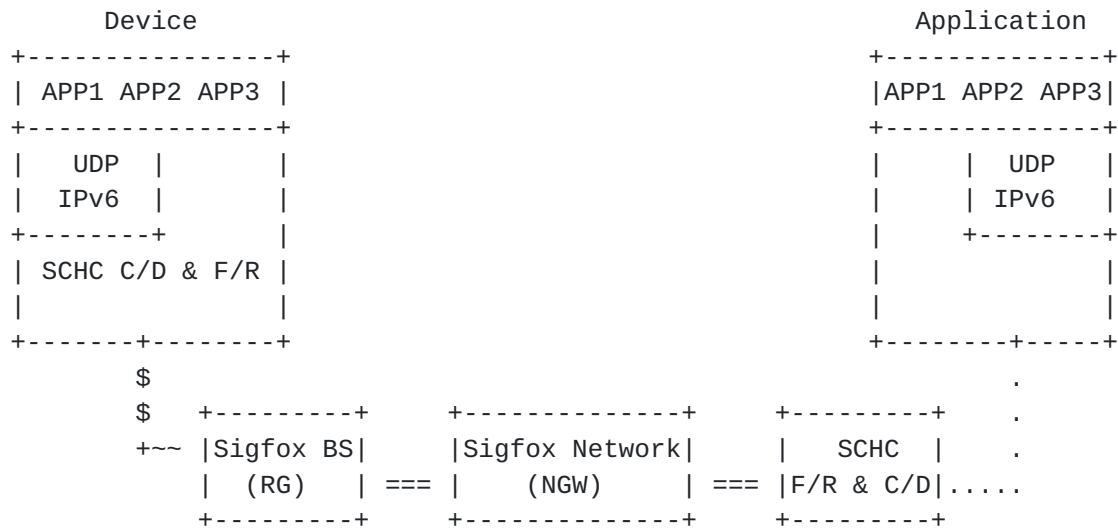 Device                                          Application
+----------------+                                   +--------------+
| APP1 APP2 APP3 |                                   |APP1 APP2 APP3|
+----------------+                                   +--------------+
|   UDP  |       |                                   |     |  UDP   |
|  IPv6  |       |                                   |     | IPv6   |
+--------+       |                                   |     +--------+
| SCHC C/D & F/R |                                   |              |
|                |                                   |              |
+-------+--------+                                   +--------+-----+
        $                                                     .
        $   +---------+     +--------------+     +---------+    .
        +~~ |Sigfox BS|     |Sigfox Network|     |   SCHC  |    .
            |  (RG)   | === |    (NGW)     | === |F/R & C/D|.....
            +---------+     +--------------+     +---------+